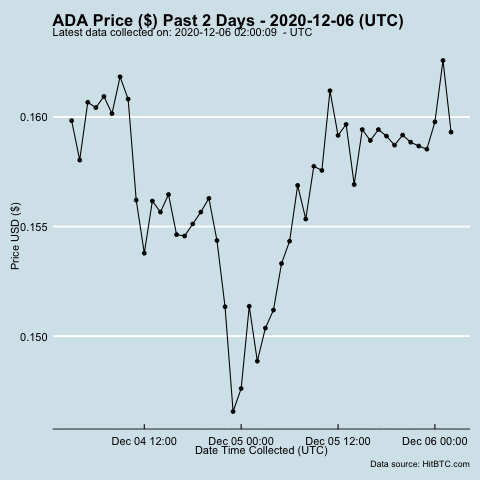 ADA Price ($) Past 2 Days - 2020-12-06 (UTC)
Latest data collected on: 2020-12-06 02:00:09  - UTC
0.160
0.155
0.150
Price USD ($)
Dec 04 12:00
Dec 05 00:00
Dec 05 12:00
Dec 06 00:00
Date Time Collected (UTC)
Data source: HitBTC.com